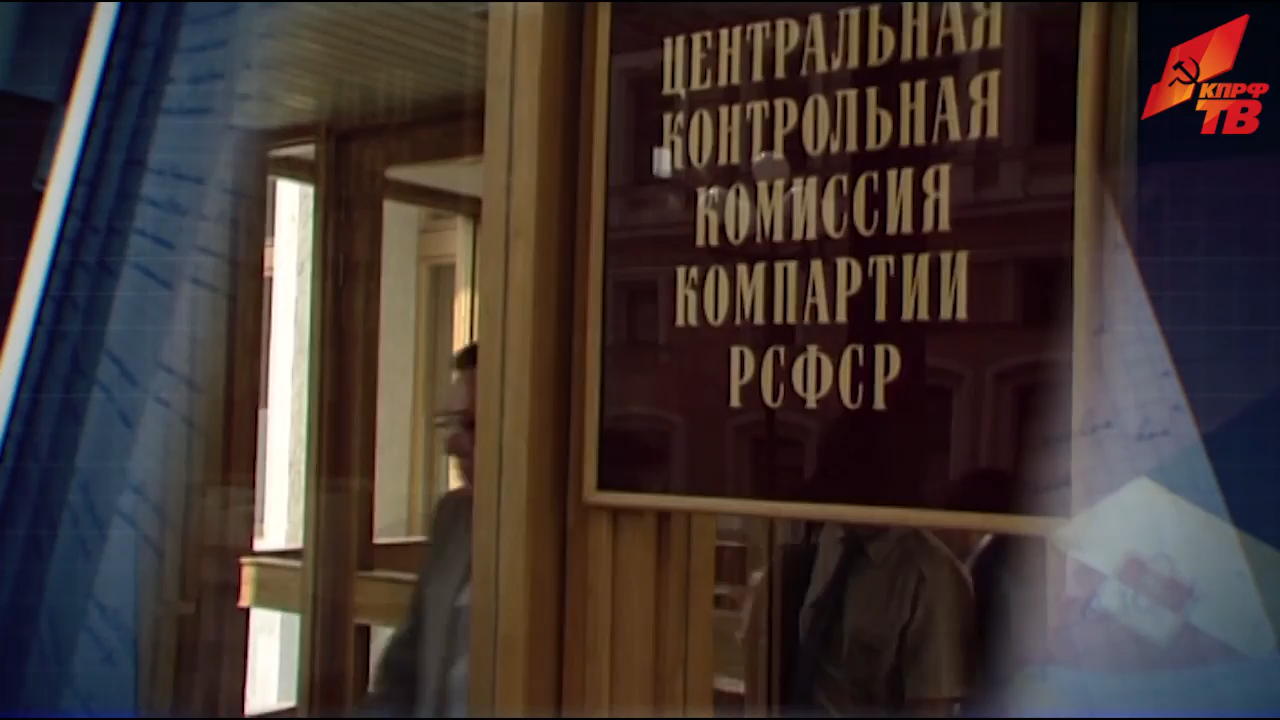 ЦЕНТРАЛЬНАЯ
КОНТРОЛЬНАЯ
КОМИССИЯ
КОМПАРТИИ
РСФСР
КПРФ
ТВ